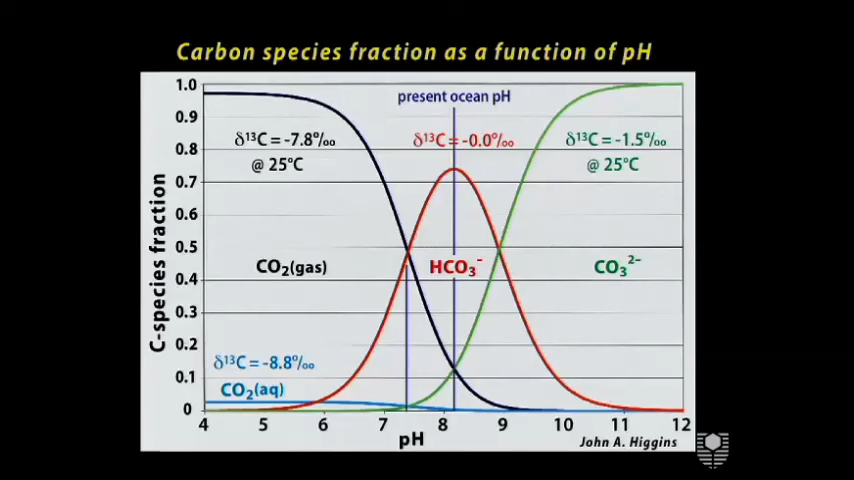 Carbon species fraction as a function of pH
1.0
present ocean pH
0.9
δ¹³C = -7.8‰
δ¹³C = -0.0‰
δ¹³C = -1.5‰
0.8
@ 25°C
@ 25°C
0.7
0.6
C-species fraction
0.5
CO₂(gas)
HCO₃⁻
CO₃²⁻
0.4
0.3
0.2
δ¹³C = -8.8‰
0.1
CO₂(aq)
0
4 5 6 7 8 9 10 11 12
pH
John A. Higgins